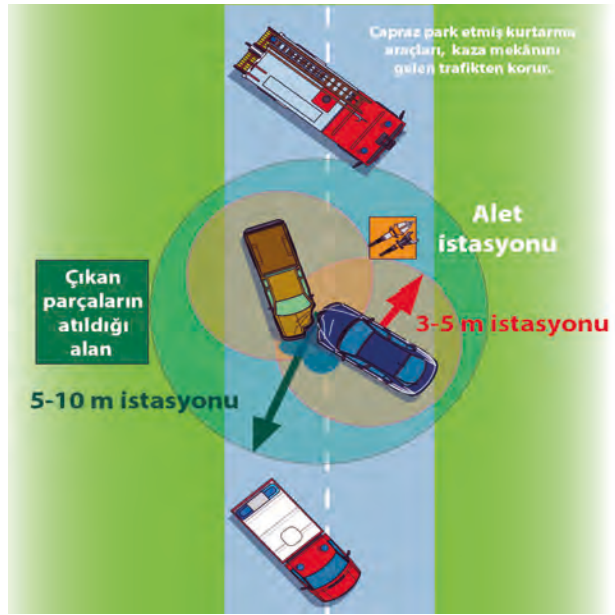 Çapraz park etmiş kurtarma
araçları, kaza mekânını
gelen trafikten korur.
Alet
istasyonu
Çıkan
parçaların
atıldığı
alan
3-5 m istasyonu
5-10 m istasyonu